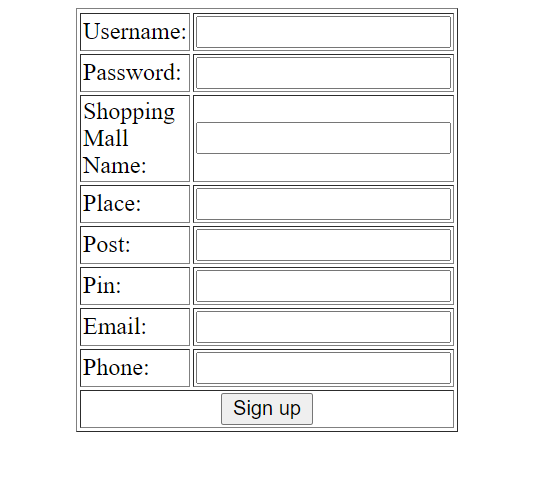 Username:
Password:
Shopping
Mall
Name:
Place:
Post:
Pin:
Email:
Phone:
Sign up